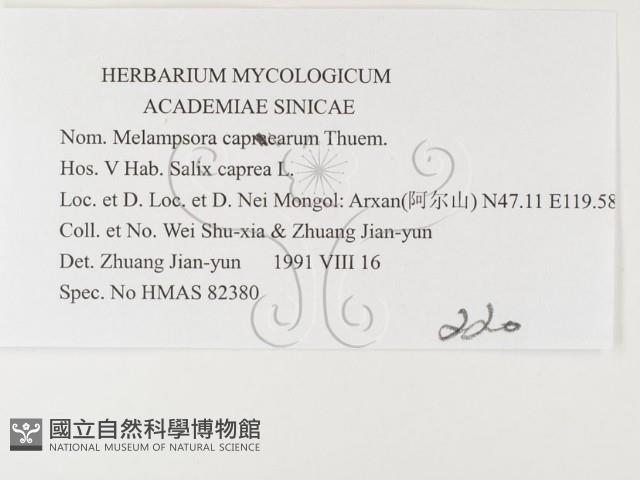 HERBARIUM MYCOLOGICUM
ACADEMIAE SINICAE
Nom. Melampsora capraearum Thuem.
Hos. V Hab. Salix caprea L.
Loc. et D. Loc. et D. Nei Mongol: Arxan(阿尔山) N47.11 E119.58
Coll. et No. Wei Shu-xia & Zhuang Jian-yun
Det. Zhuang Jian-yun 1991 VIII 16
Spec. No HMAS 82380
220
國立自然科學博物館
NATIONAL MUSEUM OF NATURAL SCIENCE